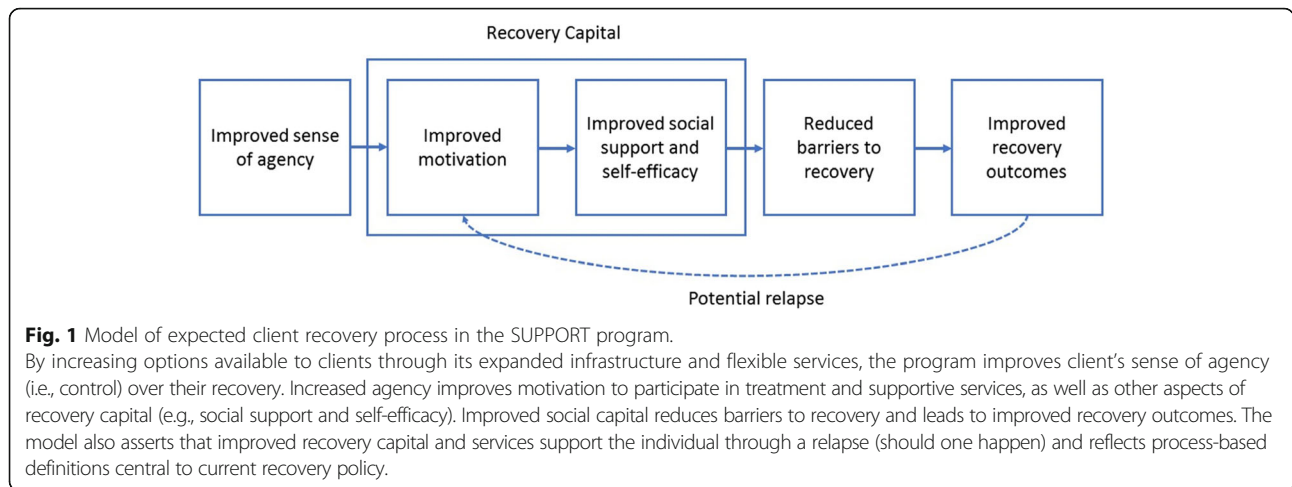 Recovery Capital
Improved sense
of agency
Improved
motivation
Improved social
support and
self-efficacy
Reduced
barriers to
recovery
Improved
recovery
outcomes
Potential relapse
Fig. 1 Model of expected client recovery process in the SUPPORT program.
By increasing options available to clients through its expanded infrastructure and flexible services, the program improves client's sense of agency
(i.e., control) over their recovery. Increased agency improves motivation to participate in treatment and supportive services, as well as other aspects of
recovery capital (e.g., social support and self-efficacy). Improved social capital reduces barriers to recovery and leads to improved recovery outcomes. The
model also asserts that improved recovery capital and services support the individual through a relapse (should one happen) and reflects process-based
definitions central to current recovery policy.